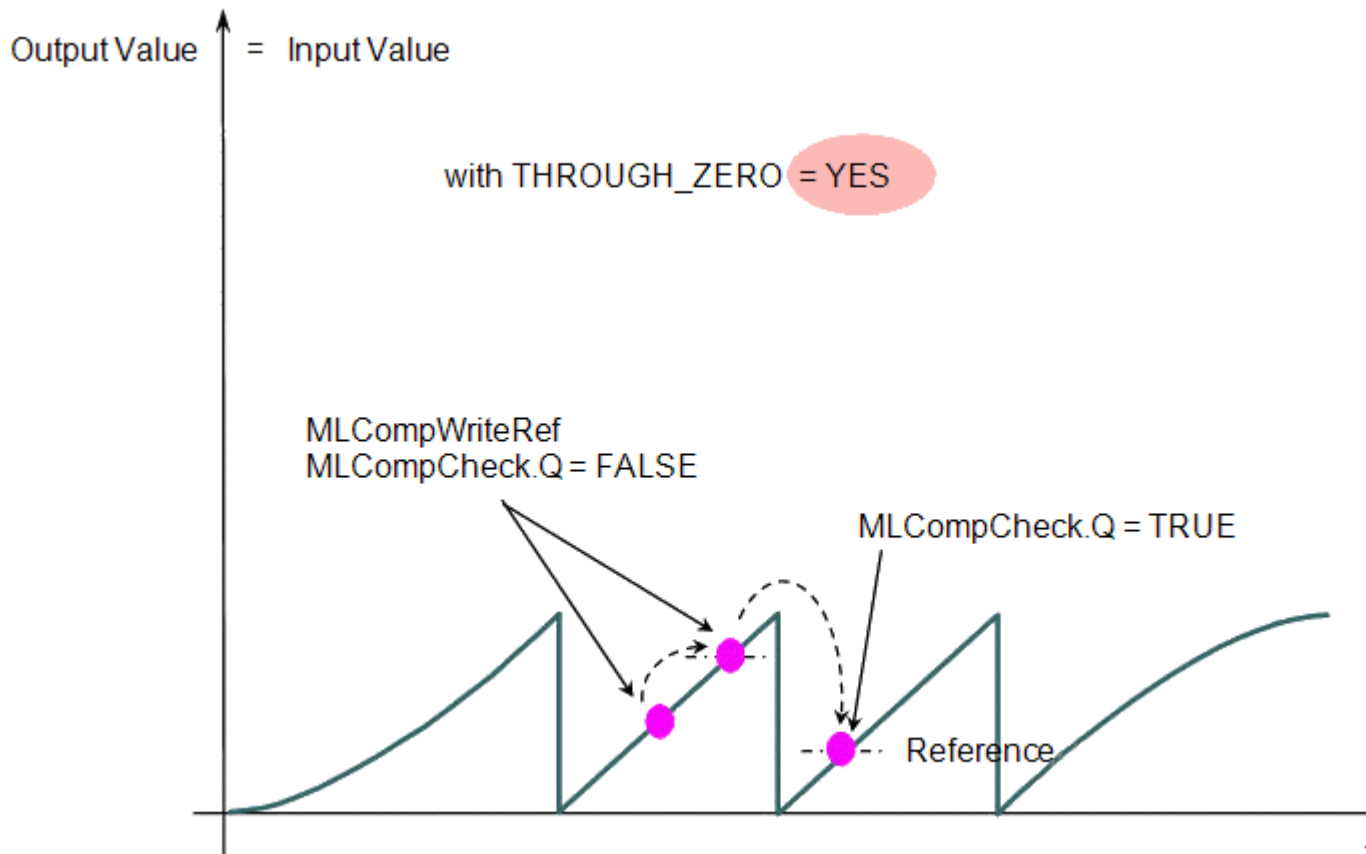 Output Value = Input Value
with THROUGH_ZERO = YES
MLCompWriteRef
MLCompCheck.Q = FALSE
MLCompCheck.Q = TRUE
Reference